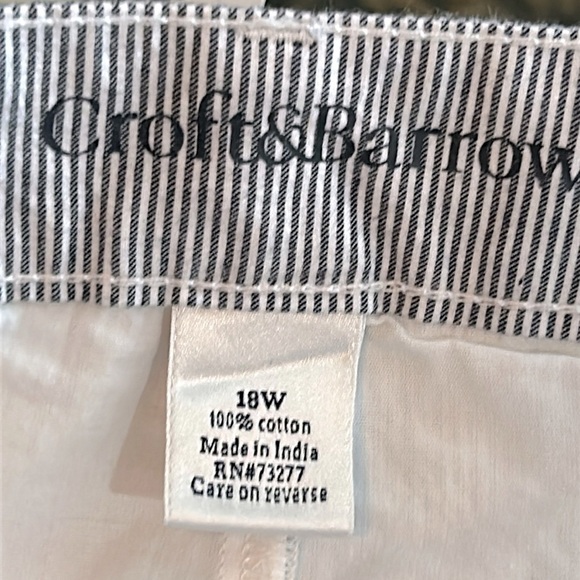 Croft&Barrow
18W
100% cotton
Made in India
RN#73277
Care on reverse